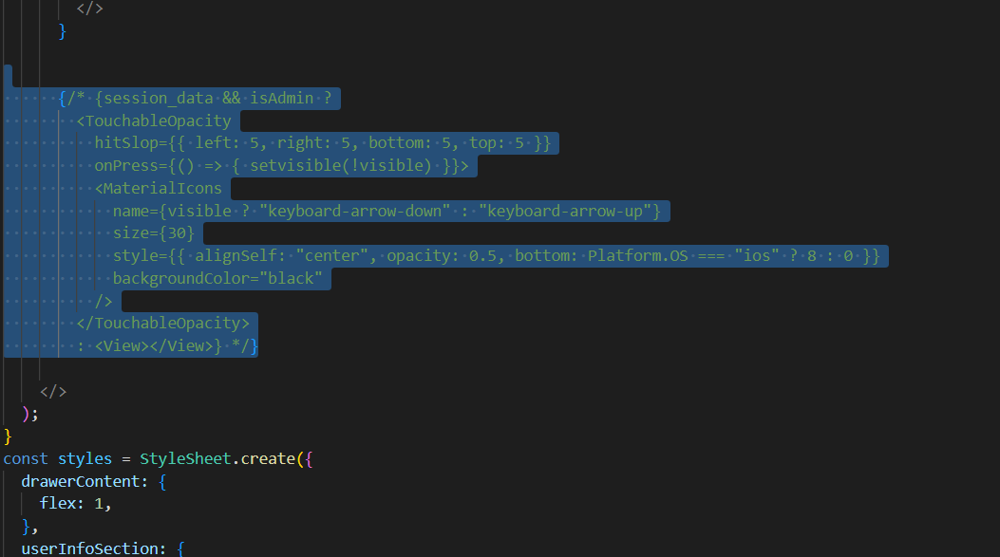 </>
}
{/* {session_data && isAdmin ?
<TouchableOpacity
hitSlop={{ left: 5, right: 5, bottom: 5, top: 5 }}
onPress={() => { setvisible(!visible) }}>
<MaterialIcons
name={visible ? "keyboard-arrow-down" : "keyboard-arrow-up"}
size={30}
style={{ alignSelf: "center", opacity: 0.5, bottom: Platform.OS === "ios" ? 8 : 0 }}
backgroundColor="black"
/>
</TouchableOpacity>
: <View></View>} */}
</>
);
}
const styles = StyleSheet.create({
drawerContent: {
flex: 1,
},
userInfoSection: {